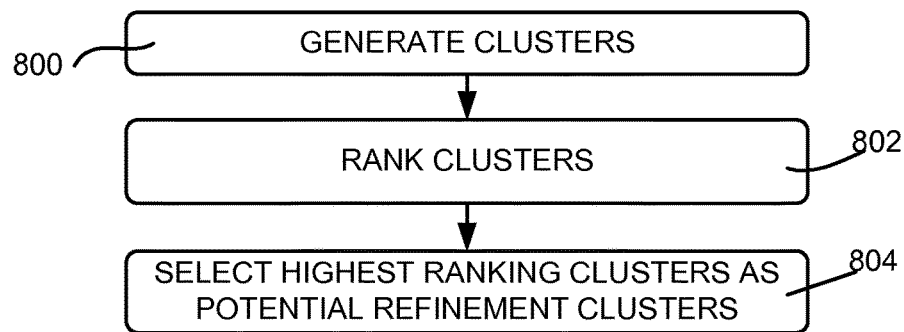 GENERATE CLUSTERS
800
RANK CLUSTERS
802
SELECT HIGHEST RANKING CLUSTERS AS
POTENTIAL REFINEMENT CLUSTERS
804